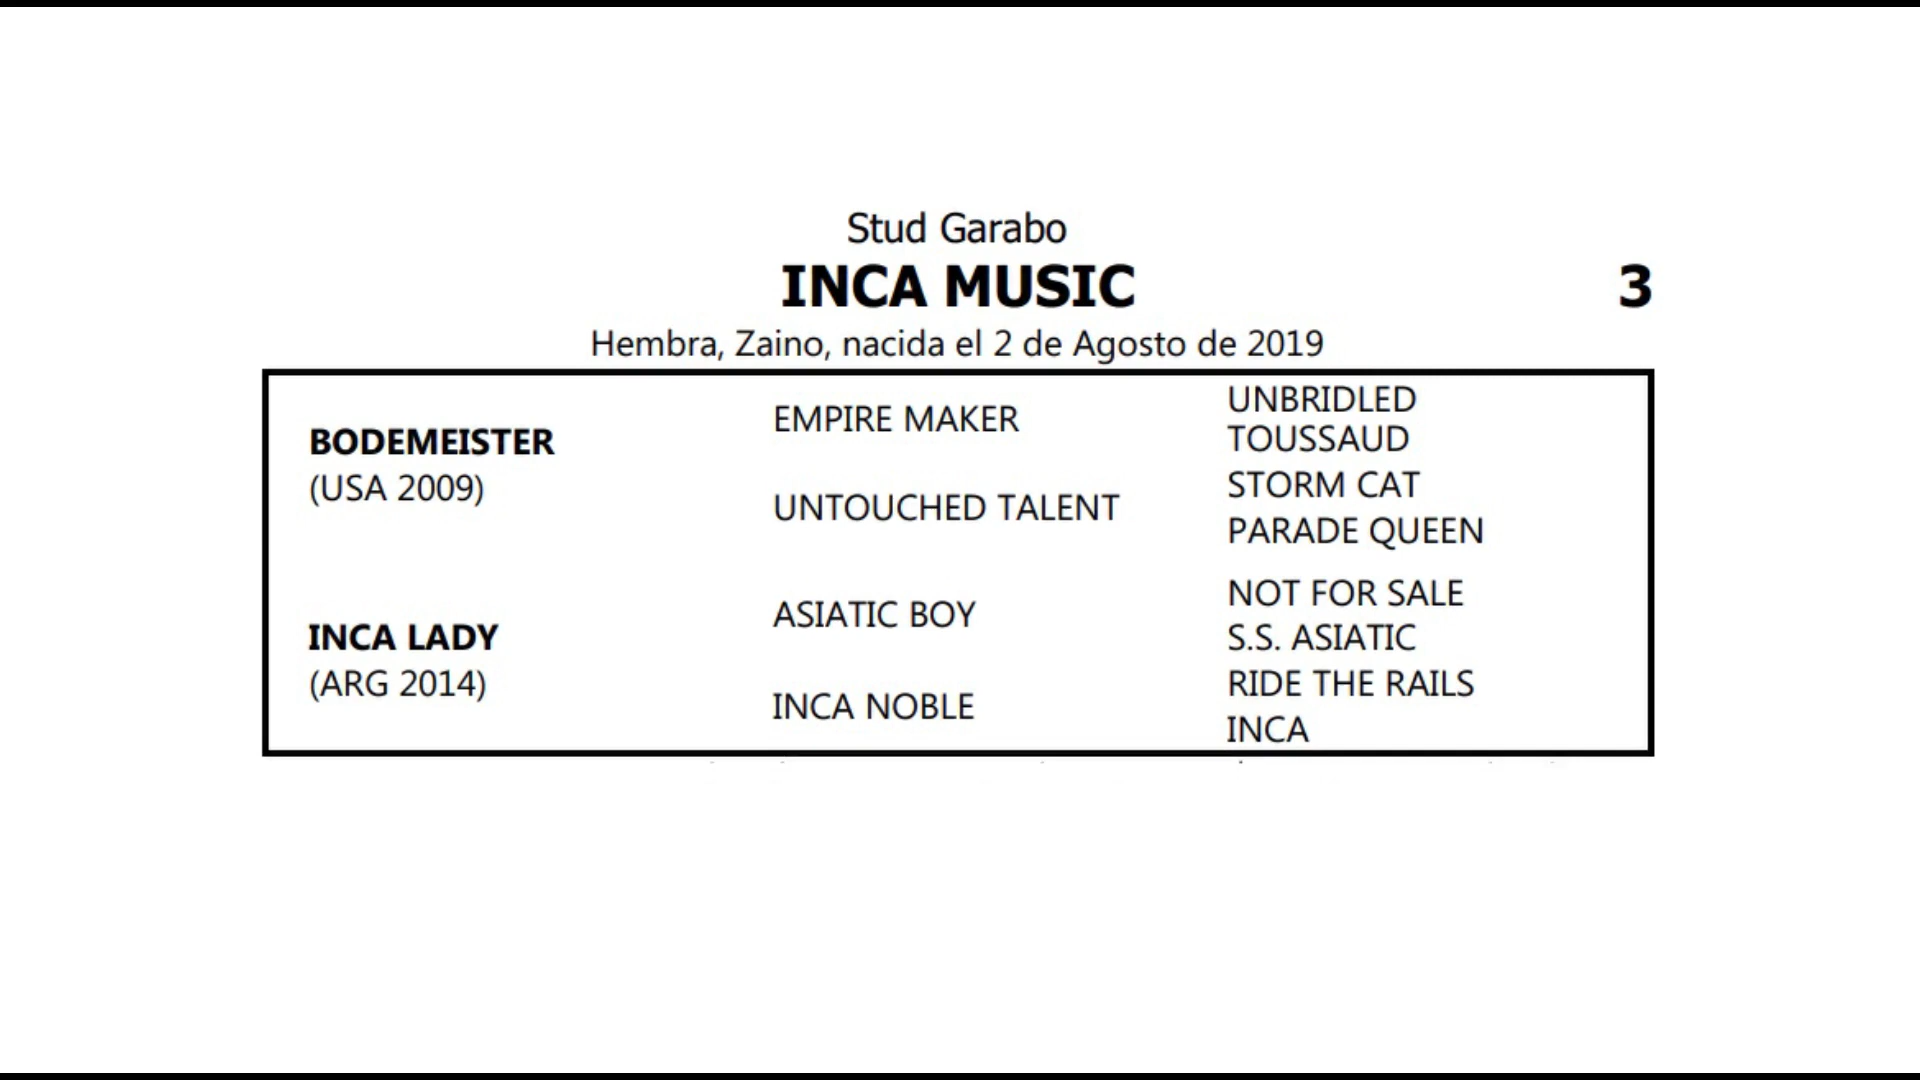 Stud Garabo
INCA MUSIC 3
Hembra, Zaino, nacida el 2 de Agosto de 2019
BODEMEISTER
(USA 2009)
EMPIRE MAKER
UNTOUCHED TALENT
UNBRIDLED
TOUSSAUD
STORM CAT
PARADE QUEEN
INCA LADY
(ARG 2014)
ASIATIC BOY
INCA NOBLE
NOT FOR SALE
S.S. ASIATIC
RIDE THE RAILS
INCA